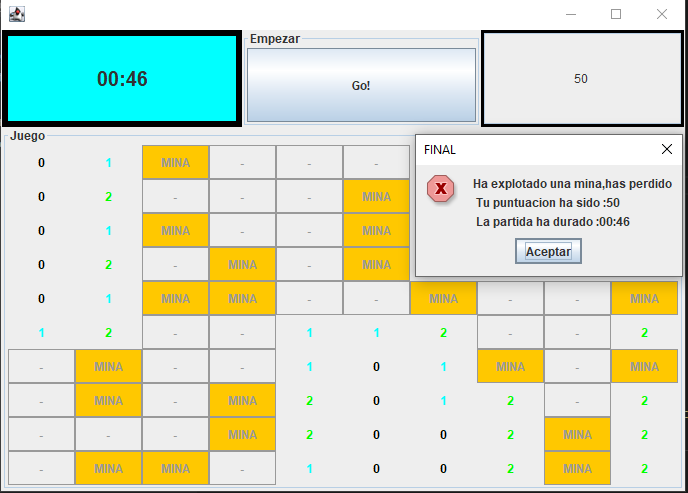 Empezar
00:46
Go!
50
Juego
0 1 MINA - - -
0 2 - - - MINA
0 1 MINA - - MINA
0 2 - MINA - MINA
0 1 MINA MINA - - MINA - - MINA
1 2 - - 1 1 2 - - 2
- MINA - - 1 0 1 MINA - MINA
- MINA - MINA 2 0 1 2 - 2
- - - MINA 2 0 0 2 MINA 2
- MINA MINA - 1 0 0 2 MINA 2
FINAL
Ha explotado una mina,has perdido
Tu puntuacion ha sido :50
La partida ha durado :00:46
Aceptar